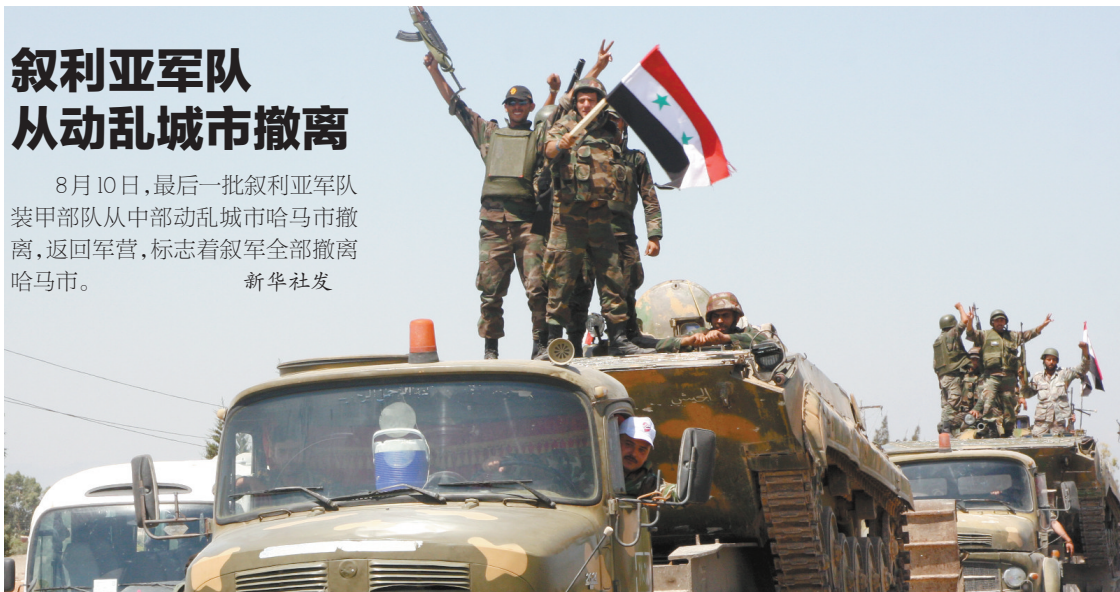 叙利亚军队
从动乱城市撤离
8月10日,最后一批叙利亚军队
装甲部队从中部动乱城市哈马市撤
离,返回军营,标志着叙军全部撤离
哈马市。 新华社发
الجيش